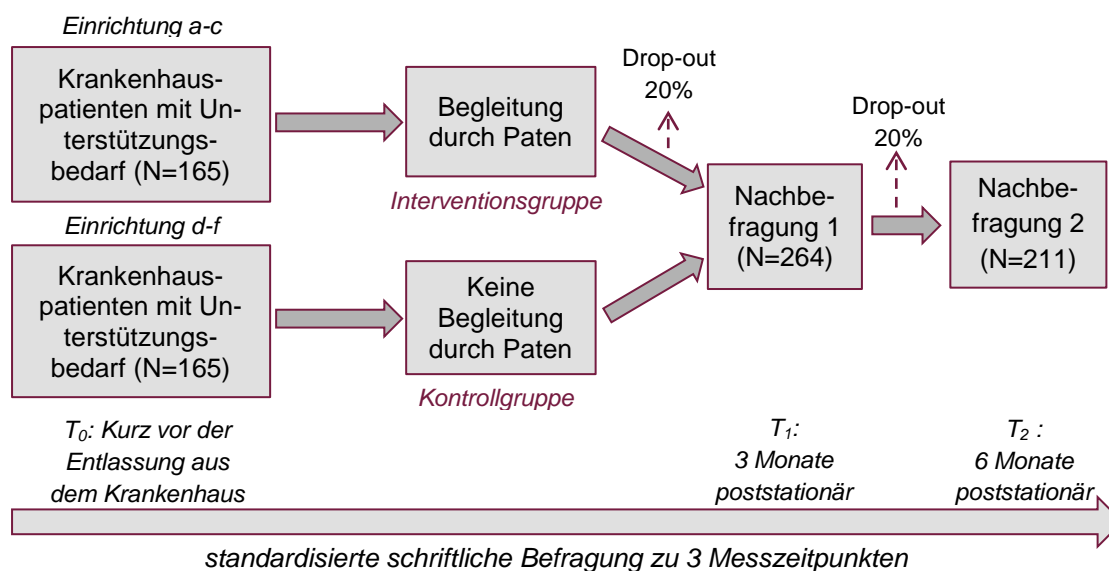 Einrichtung a-c
Krankenhaus-
patienten mit Un-
terstützungs-
bedarf (N=165)
Begleitung
durch Paten
Interventionsgruppe
Drop-out
20%
Drop-out
20%
Nachbe-
fragung 1
(N=264)
Nachbe-
fragung 2
(N=211)
Einrichtung d-f
Krankenhaus-
patienten mit Un-
terstützungs-
bedarf (N=165)
Keine
Begleitung
durch Paten
Kontrollgruppe
T0: Kurz vor der
Entlassung aus
dem Krankenhaus
T1:
3 Monate
poststationär
T2 :
6 Monate
poststationär
standardisierte schriftliche Befragung zu 3 Messzeitpunkten